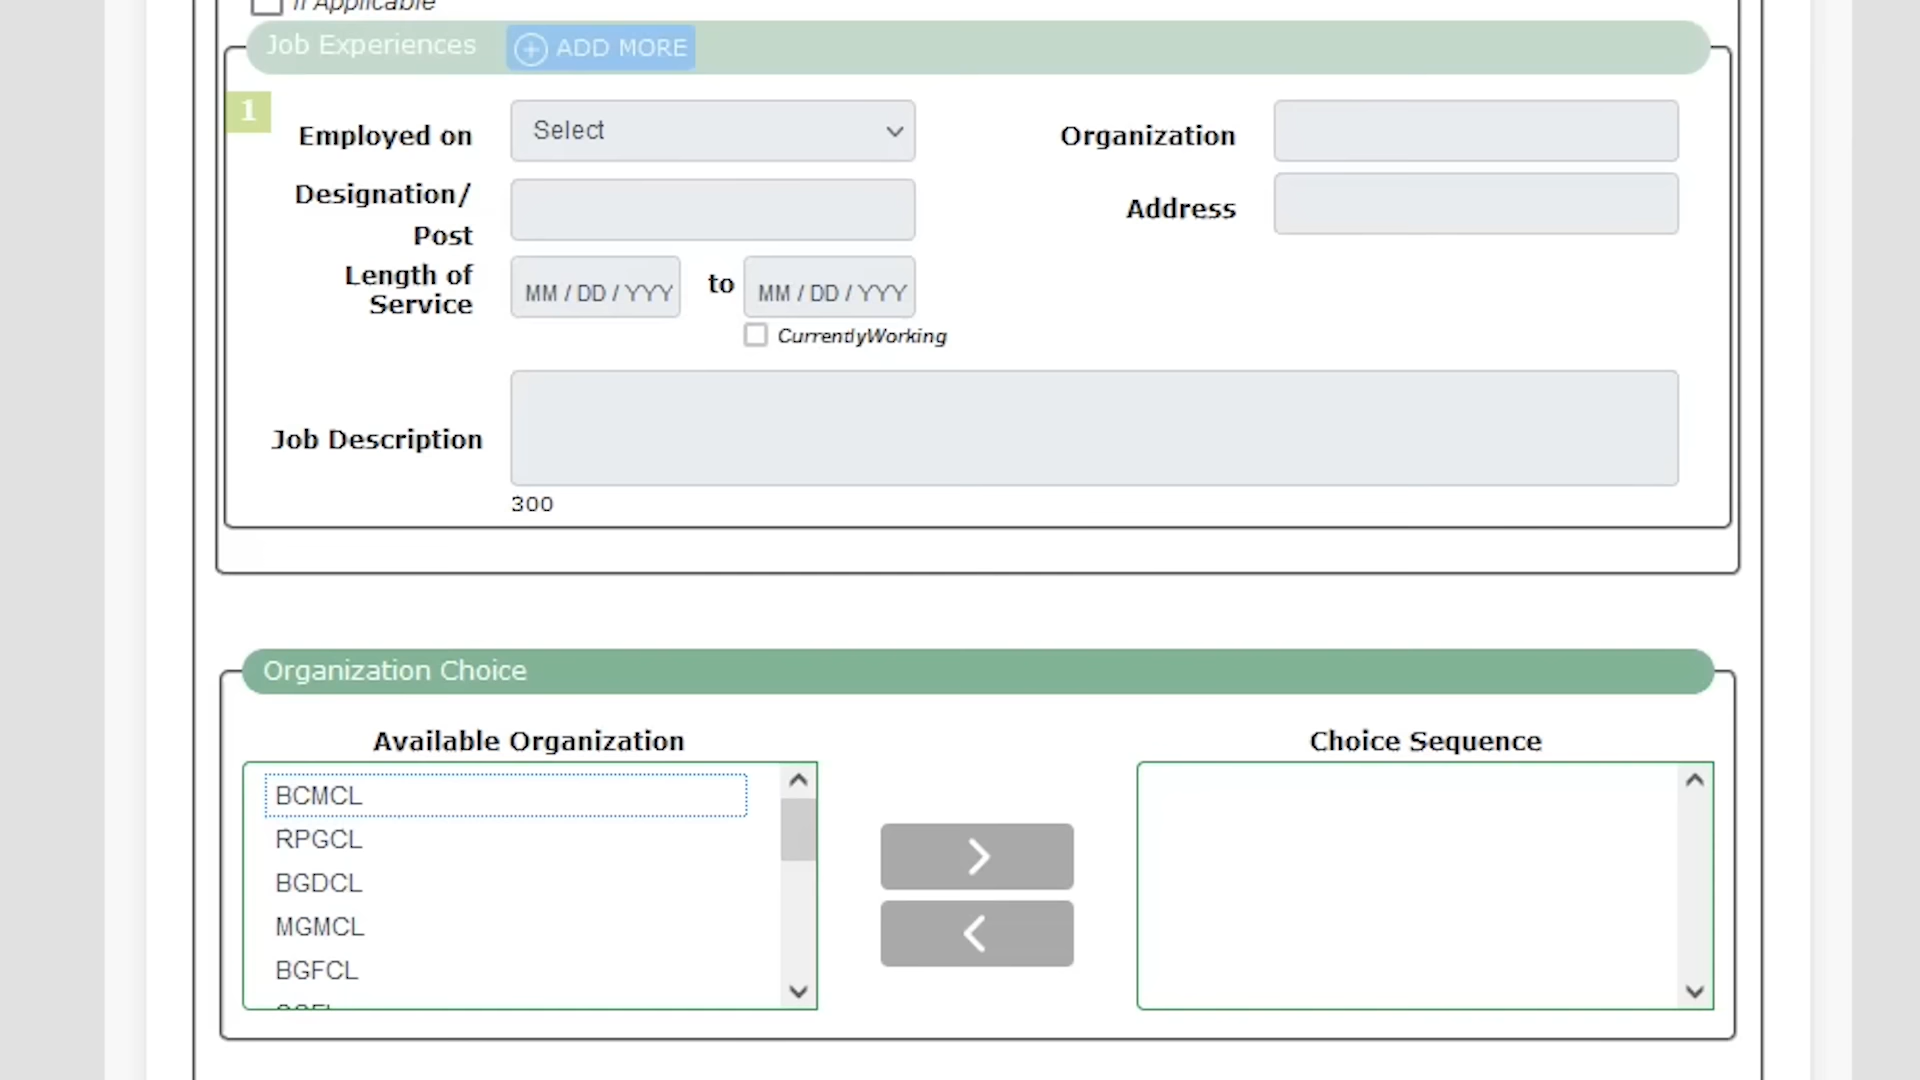 If Applicable
Job Experiences ADD MORE
1
Employed on Select Organization
Designation/
Post
Address
Length of
Service
MM / DD / YYY to MM / DD / YYY
CurrentlyWorking
Job Description
300
Organization Choice
Available Organization Choice Sequence
BCMCL
RPGCL
BGDCL
MGMCL
BGFCL